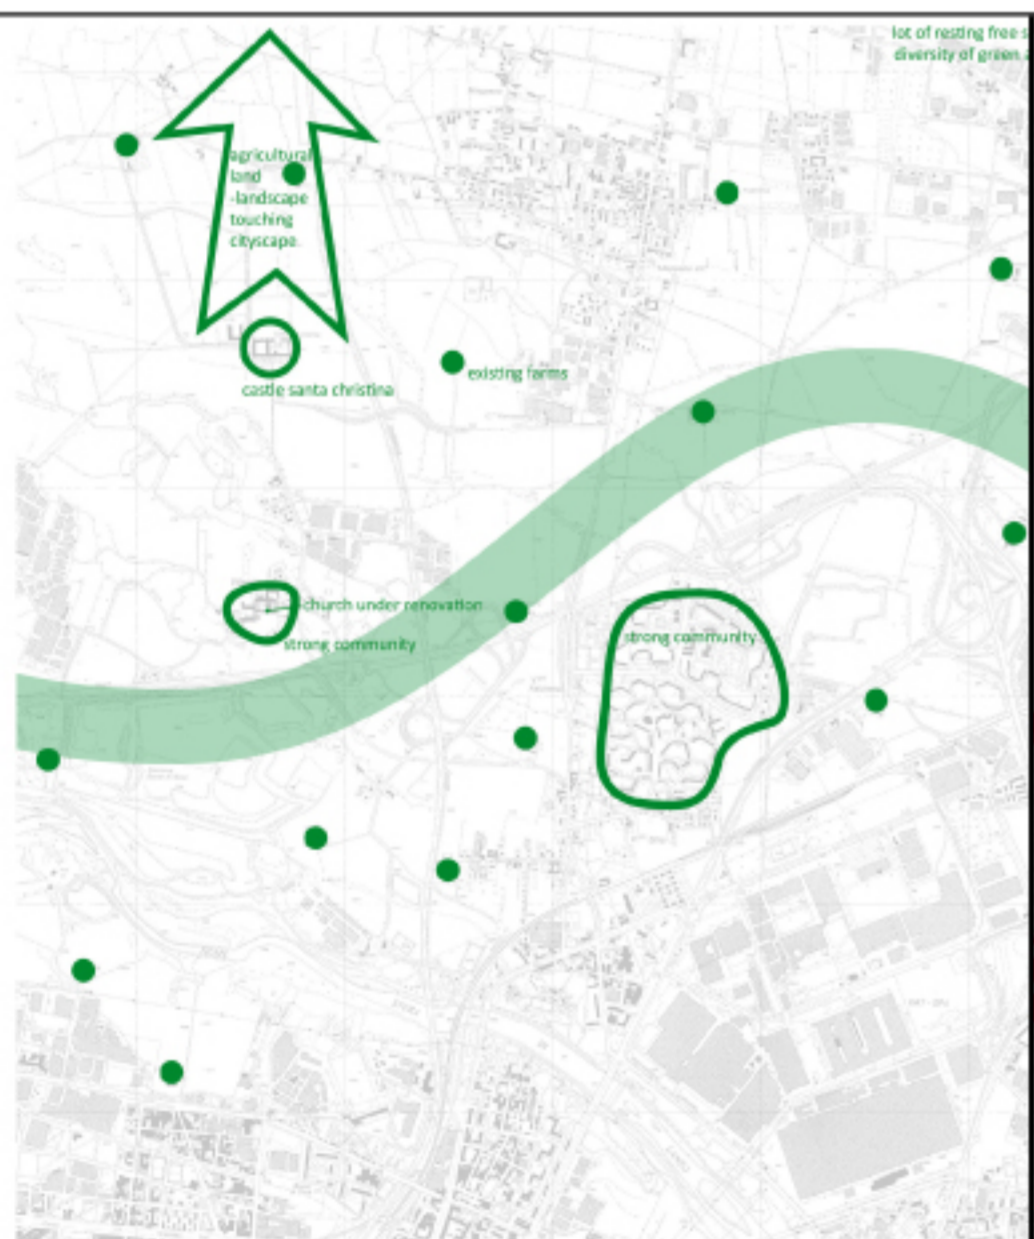 lot of resting free s
diversity of green
agricultural
land
-landscape
touching
cityscape
castle santa christina
existing farms
church under renovation
strong community
strong community